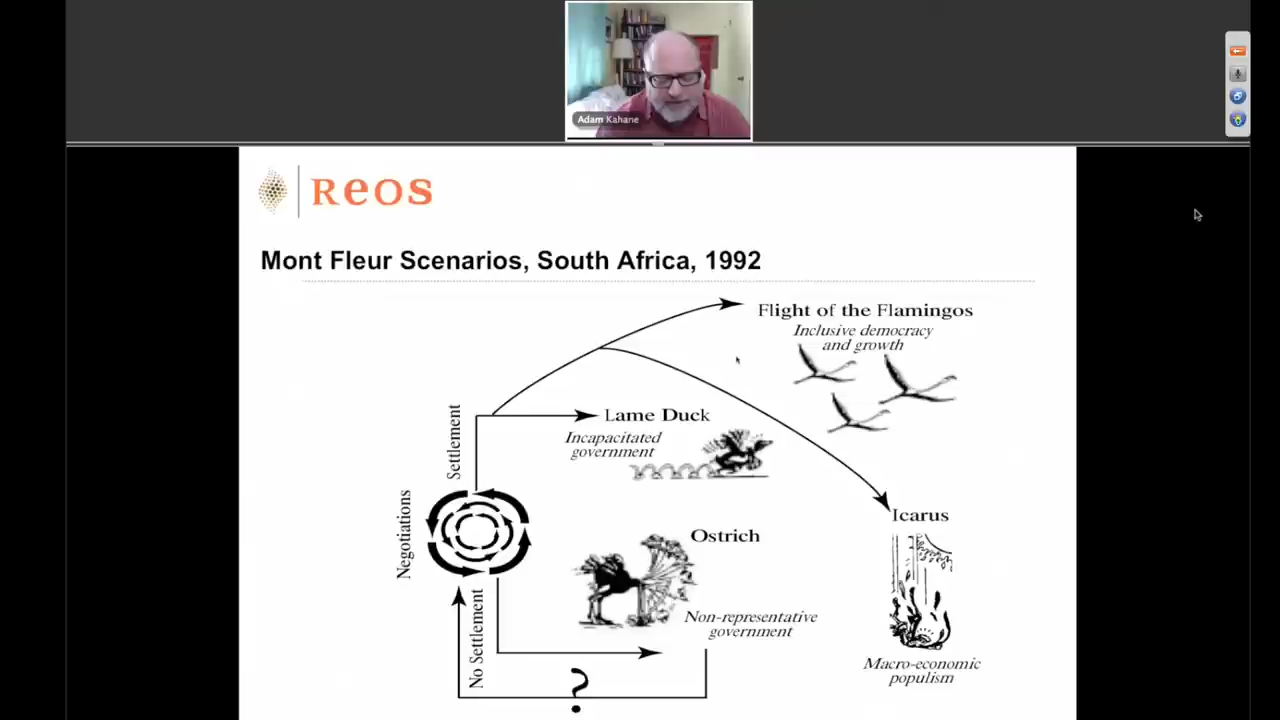 Adam Kahane
REOS
Mont Fleur Scenarios, South Africa, 1992
Flight of the Flamingos
Inclusive democracy
and growth
Settlement
Lame Duck
Incapacitated
government
Negotiations
Icarus
Ostrich
No Settlement
Non-representative
government
Macro-economic
populism
?